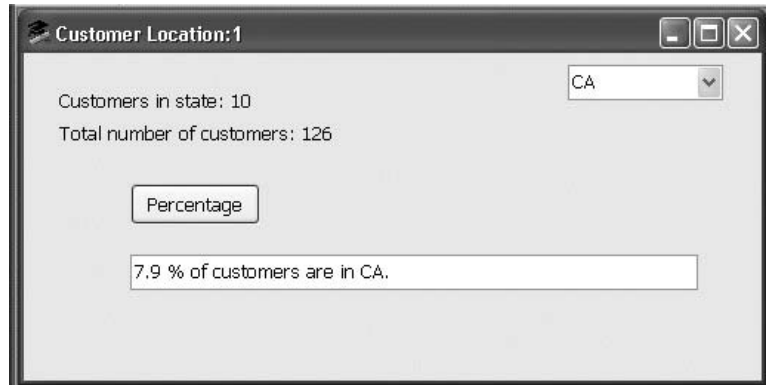 Customer Location:1
CA
Customers in state: 10
Total number of customers: 126
Percentage
7.9 % of customers are in CA.